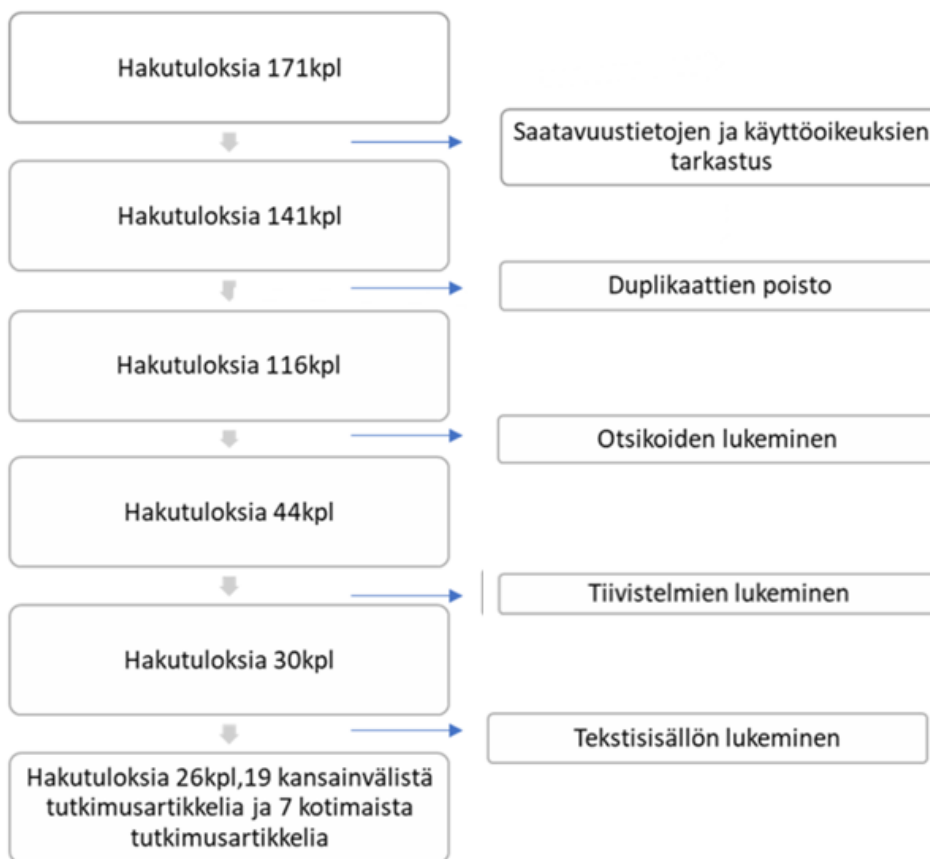 Hakutuloksia 171kpl
Saatavuustietojen ja käyttöoikeuksien
tarkastus
Hakutuloksia 141kpl
Duplikaattien poisto
Hakutuloksia 116kpl
Otsikoiden lukeminen
Hakutuloksia 44kpl
Tiivistelmien lukeminen
Hakutuloksia 30kpl
Tekstisisällön lukeminen
Hakutuloksia 26kpl,19 kansainvälistä
tutkimusartikkelia ja 7 kotimaista
tutkimusartikkelia